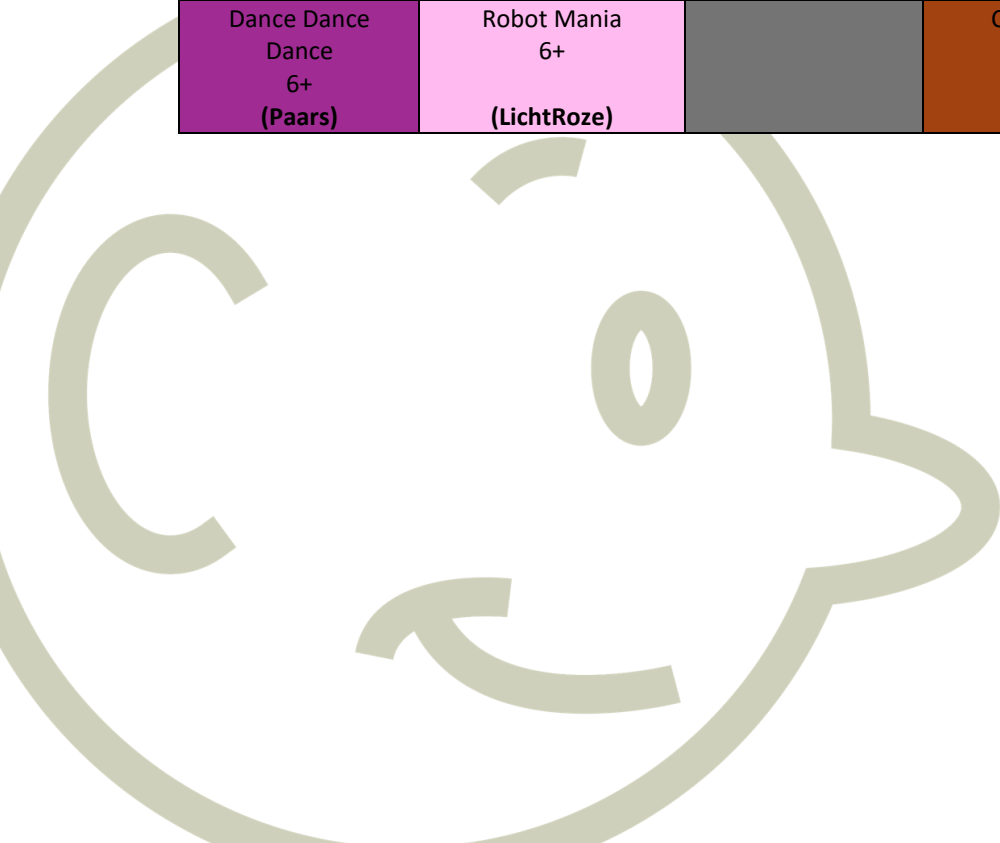 Dance Dance
Dance
6+
(Paars)
Robot Mania
6+
(LichtRoze)